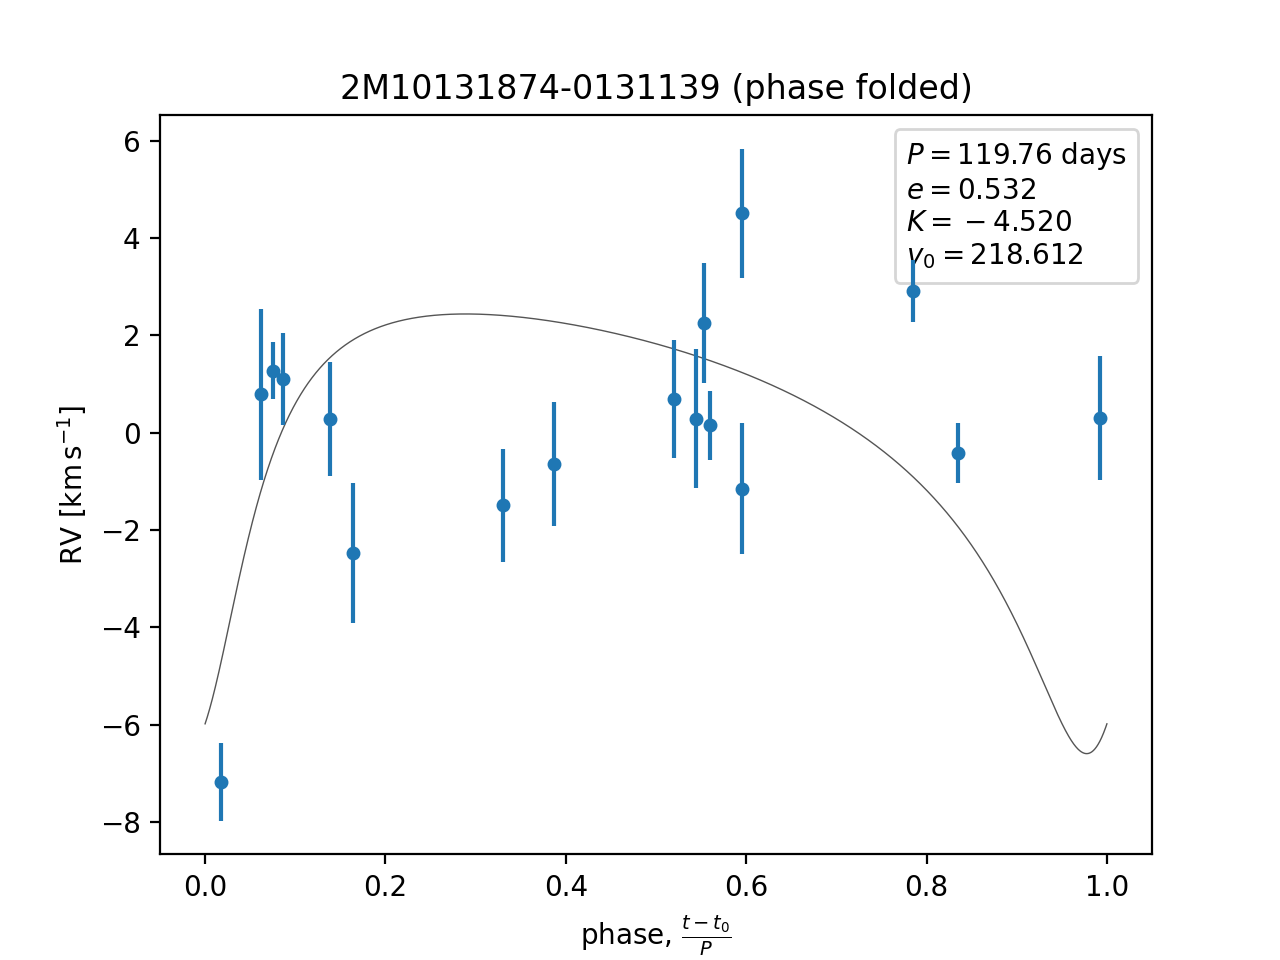 2M10131874-0131139 (phase folded)
P = 119.76 days
e = 0.532
K = −4.520
v₀ = 218.612
RV [km s⁻¹]
6
4
2
0
−2
−4
−6
−8
0.0 0.2 0.4 0.6 0.8 1.0
phase, (t − t₀)/P